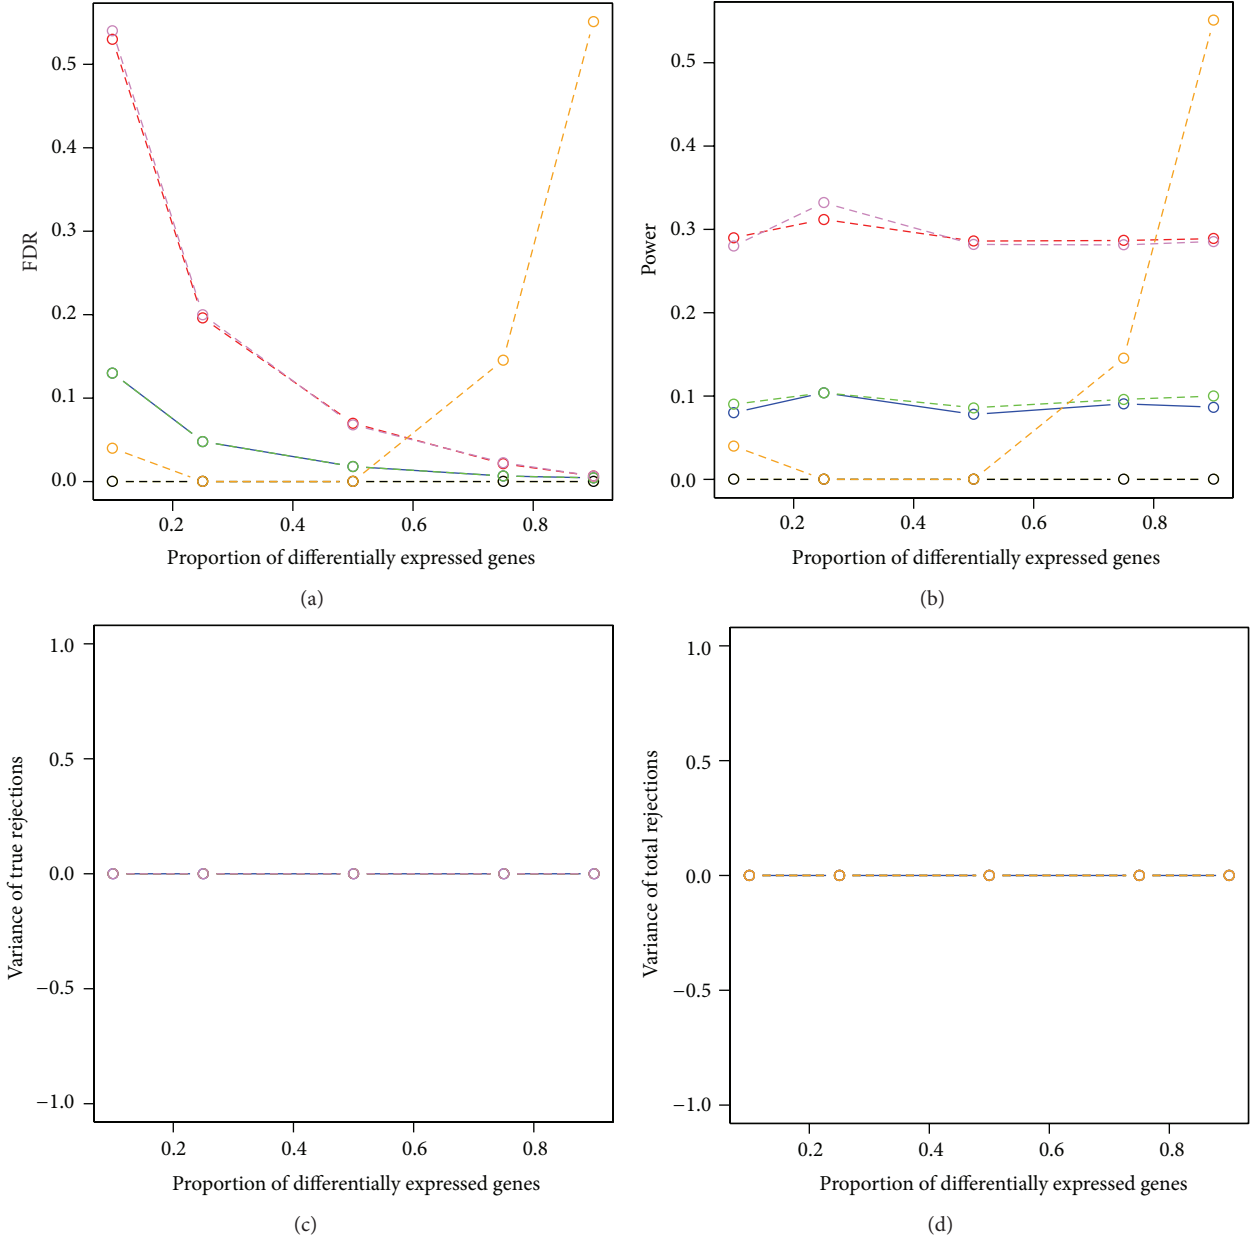 0.5
0.4
0.3
0.2
0.1
0.0
FDR
0.2 0.4 0.6 0.8
Proportion of differentially expressed genes
(a)
0.5
0.4
0.3
0.2
0.1
0.0
Power
0.2 0.4 0.6 0.8
Proportion of differentially expressed genes
(b)
1.0
0.5
0.0
−0.5
−1.0
Variance of true rejections
0.2 0.4 0.6 0.8
Proportion of differentially expressed genes
(c)
1.0
0.5
0.0
−0.5
−1.0
Variance of total rejections
0.2 0.4 0.6 0.8
Proportion of differentially expressed genes
(d)